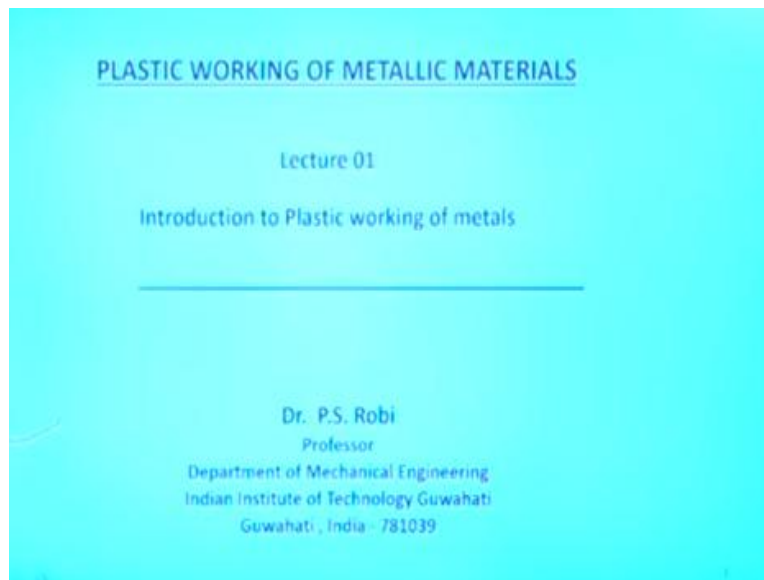 PLASTIC WORKING OF METALLIC MATERIALS
Lecture 01
Introduction to Plastic working of metals
Dr. P.S. Robi
Professor
Department of Mechanical Engineering
Indian Institute of Technology Guwahati
Guwahati , India - 781039